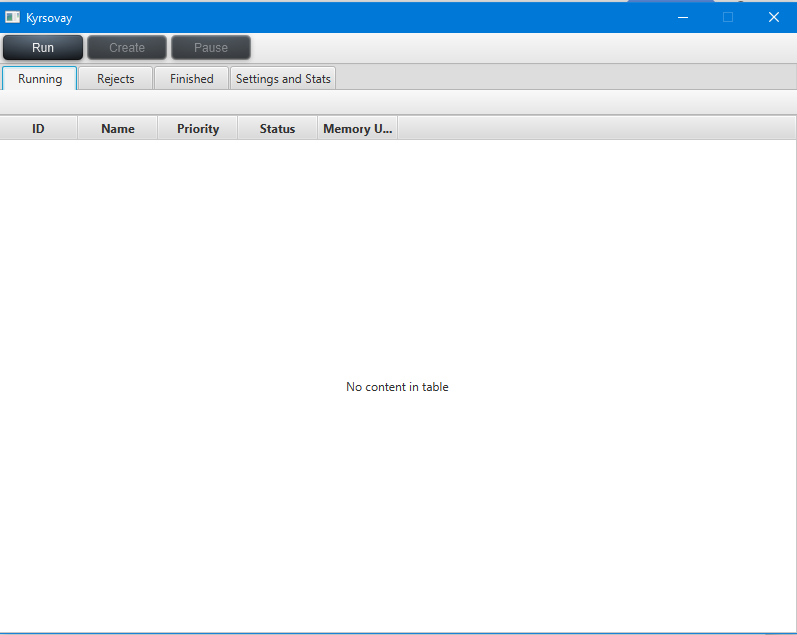 Kyrsovay
Run Create Pause
Running Rejects Finished Settings and Stats
ID Name Priority Status Memory U...
No content in table